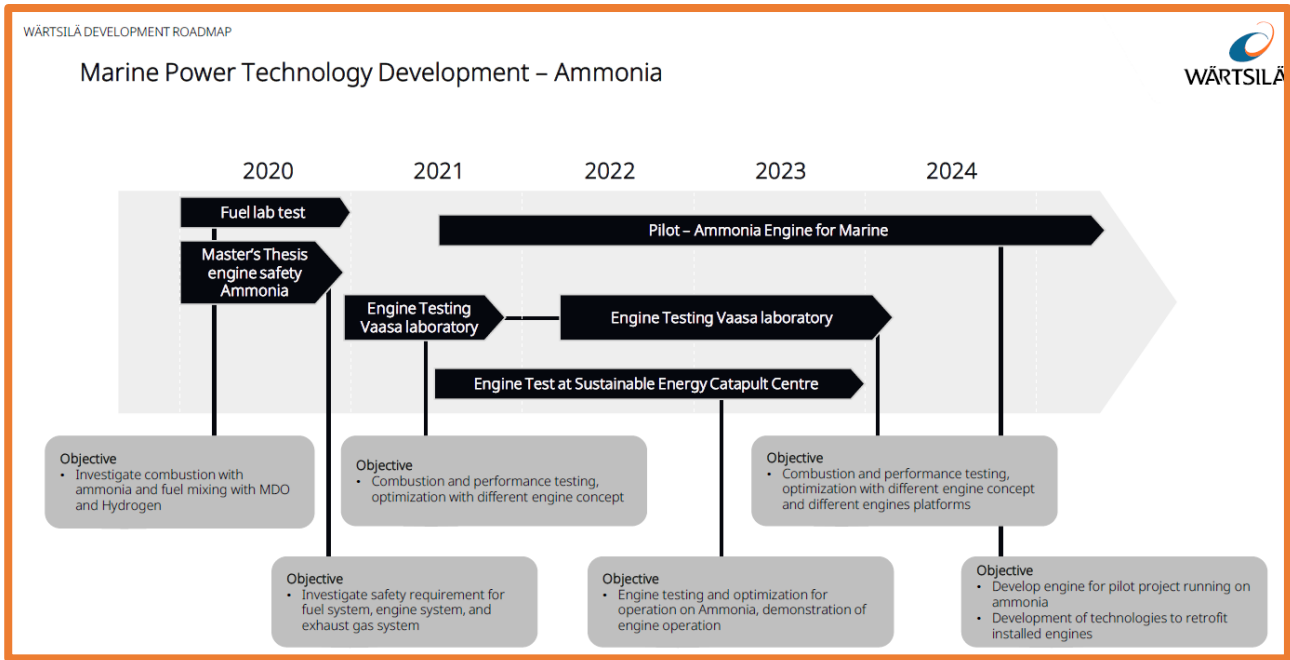 WÄRTSILÄ DEVELOPMENT ROADMAP
WÄRTSILÄ
Marine Power Technology Development – Ammonia
2020
2021
2022
2023
2024
Fuel lab test
Pilot – Ammonia Engine for Marine
Master's Thesis
engine safety
Ammonia
Engine Testing
Vaasa laboratory
Engine Testing Vaasa laboratory
Engine Test at Sustainable Energy Catapult Centre
Objective
• Investigate combustion with
ammonia and fuel mixing with MDO
and Hydrogen
Objective
• Combustion and performance testing,
optimization with different engine concept
Objective
• Combustion and performance testing,
optimization with different engine concept
and different engines platforms
Objective
• Investigate safety requirement for
fuel system, engine system, and
exhaust gas system
Objective
• Engine testing and optimization for
operation on Ammonia, demonstration of
engine operation
Objective
• Develop engine for pilot project running on
ammonia
• Development of technologies to retrofit
installed engines